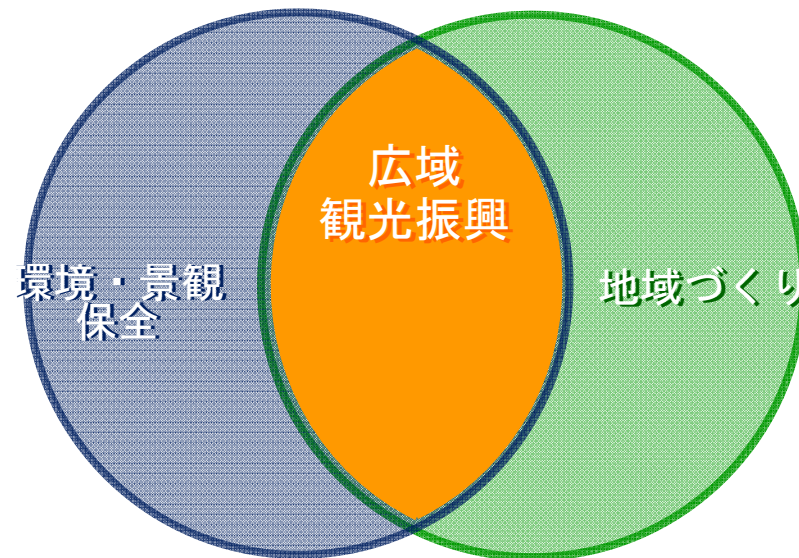 広域
観光振興
環境・景観
保全
地域づくり